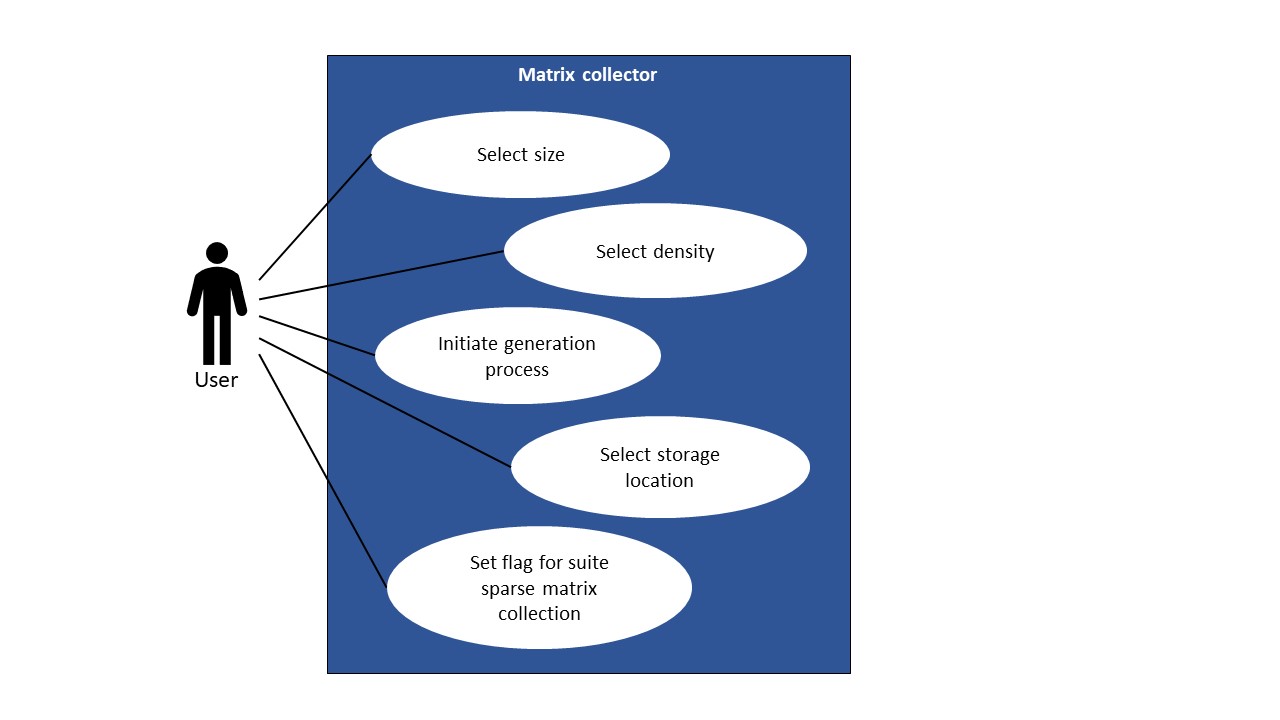 Matrix collector
Select size
Select density
Initiate generation
process
User
Select storage
location
Set flag for suite
sparse matrix
collection